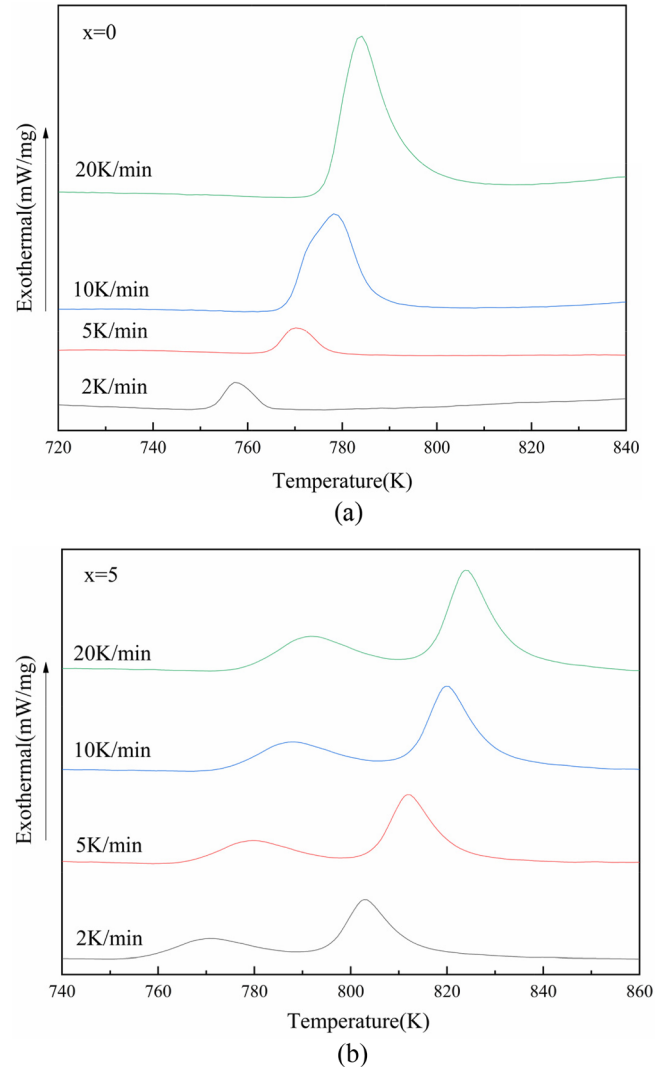 x=0
20K/min
10K/min
5K/min
2K/min
Exothermal(mW/mg)
720 740 760 780 800 820 840
Temperature(K)
(a)
x=5
20K/min
10K/min
5K/min
2K/min
Exothermal(mW/mg)
740 760 780 800 820 840 860
Temperature(K)
(b)